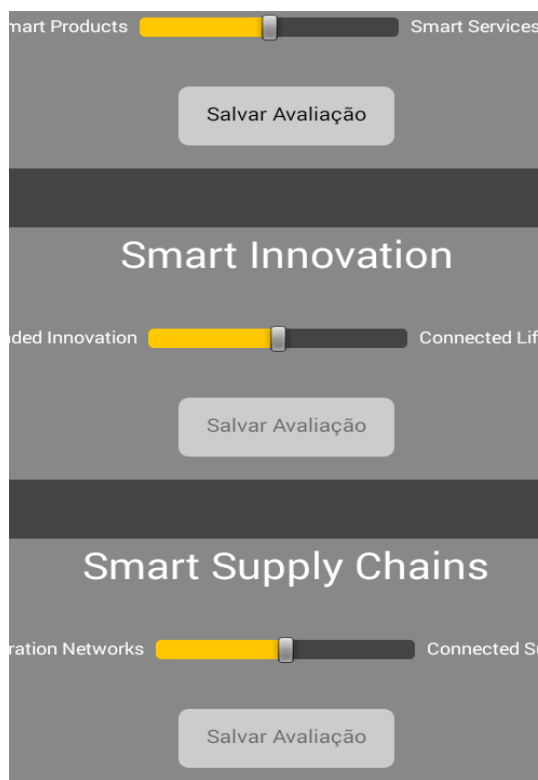 mart Products Smart Services
Salvar Avaliação
Smart Innovation
nded Innovation Connected Lif
Salvar Avaliação
Smart Supply Chains
ration Networks Connected Su
Salvar Avaliação